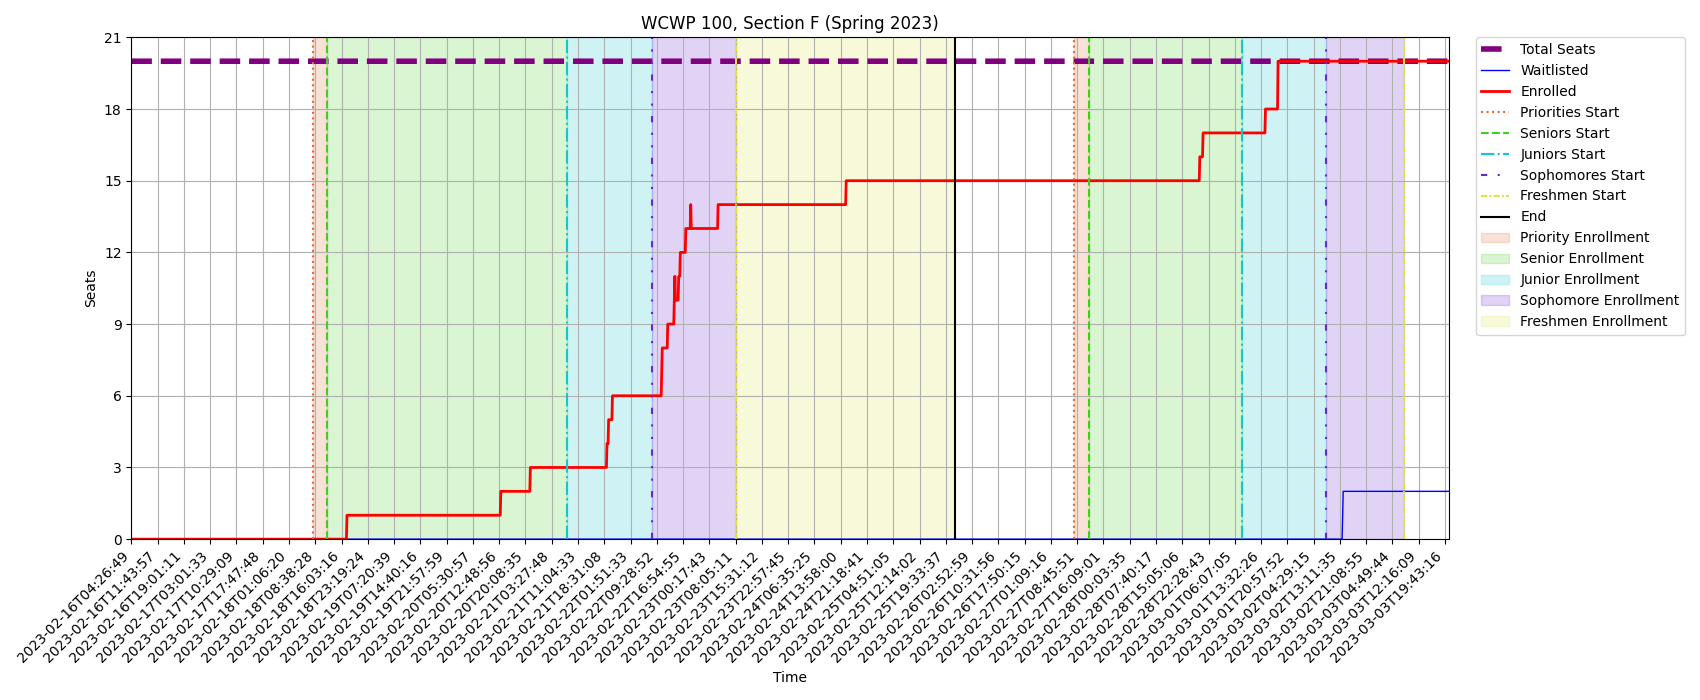 WCWP 100, Section F (Spring 2023)
Seats
21
18
15
12
9
6
3
0
2023-02-16T04:26:49
2023-02-16T11:43:57
2023-02-16T19:01:11
2023-02-17T03:01:33
2023-02-17T10:29:09
2023-02-17T17:47:48
2023-02-18T01:06:20
2023-02-18T08:38:28
2023-02-18T16:03:16
2023-02-18T23:19:24
2023-02-19T07:20:39
2023-02-19T14:40:16
2023-02-19T21:57:59
2023-02-20T05:30:57
2023-02-20T12:48:56
2023-02-20T20:08:35
2023-02-21T03:27:48
2023-02-21T11:04:33
2023-02-21T18:31:08
2023-02-22T01:51:33
2023-02-22T09:28:52
2023-02-22T16:54:55
2023-02-23T00:17:43
2023-02-23T08:05:11
2023-02-23T15:31:12
2023-02-23T22:57:45
2023-02-24T06:35:25
2023-02-24T13:58:00
2023-02-24T21:18:41
2023-02-25T04:51:05
2023-02-25T12:14:02
2023-02-25T19:33:37
2023-02-26T02:52:59
2023-02-26T10:31:56
2023-02-26T17:50:15
2023-02-27T01:09:16
2023-02-27T08:45:51
2023-02-27T16:09:01
2023-02-28T00:03:35
2023-02-28T07:40:17
2023-02-28T15:05:06
2023-02-28T22:28:43
2023-03-01T06:07:05
2023-03-01T13:32:26
2023-03-01T20:57:52
2023-03-02T04:29:15
2023-03-02T13:11:35
2023-03-02T21:08:55
2023-03-03T04:49:44
2023-03-03T12:16:09
2023-03-03T19:43:16
Time
Total Seats
Waitlisted
Enrolled
Priorities Start
Seniors Start
Juniors Start
Sophomores Start
Freshmen Start
End
Priority Enrollment
Senior Enrollment
Junior Enrollment
Sophomore Enrollment
Freshmen Enrollment